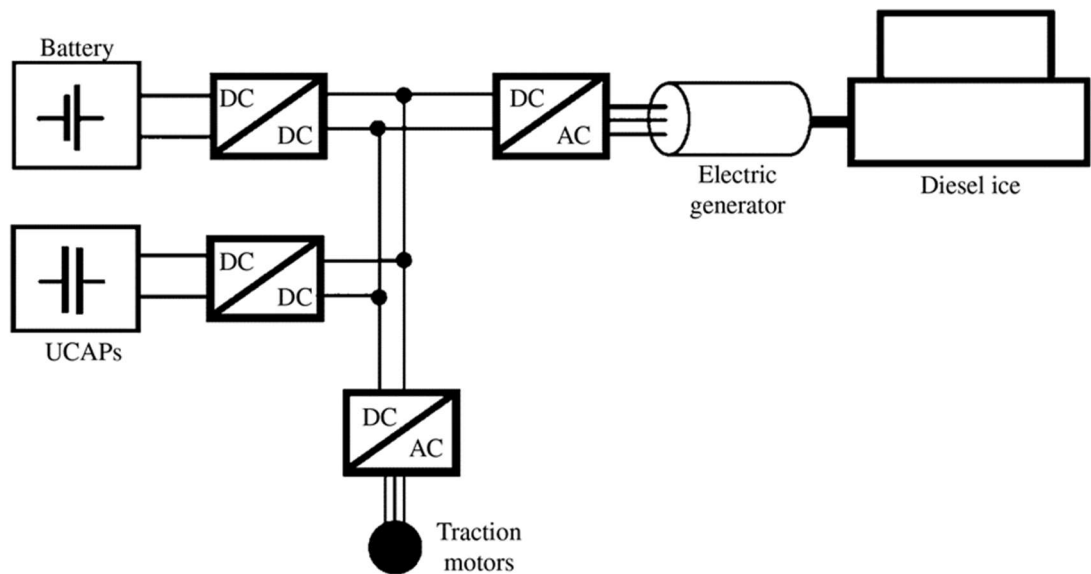 Battery
DC
DC
DC
AC
Electric
generator
Diesel ice
DC
DC
UCAPs
DC
AC
Traction
motors